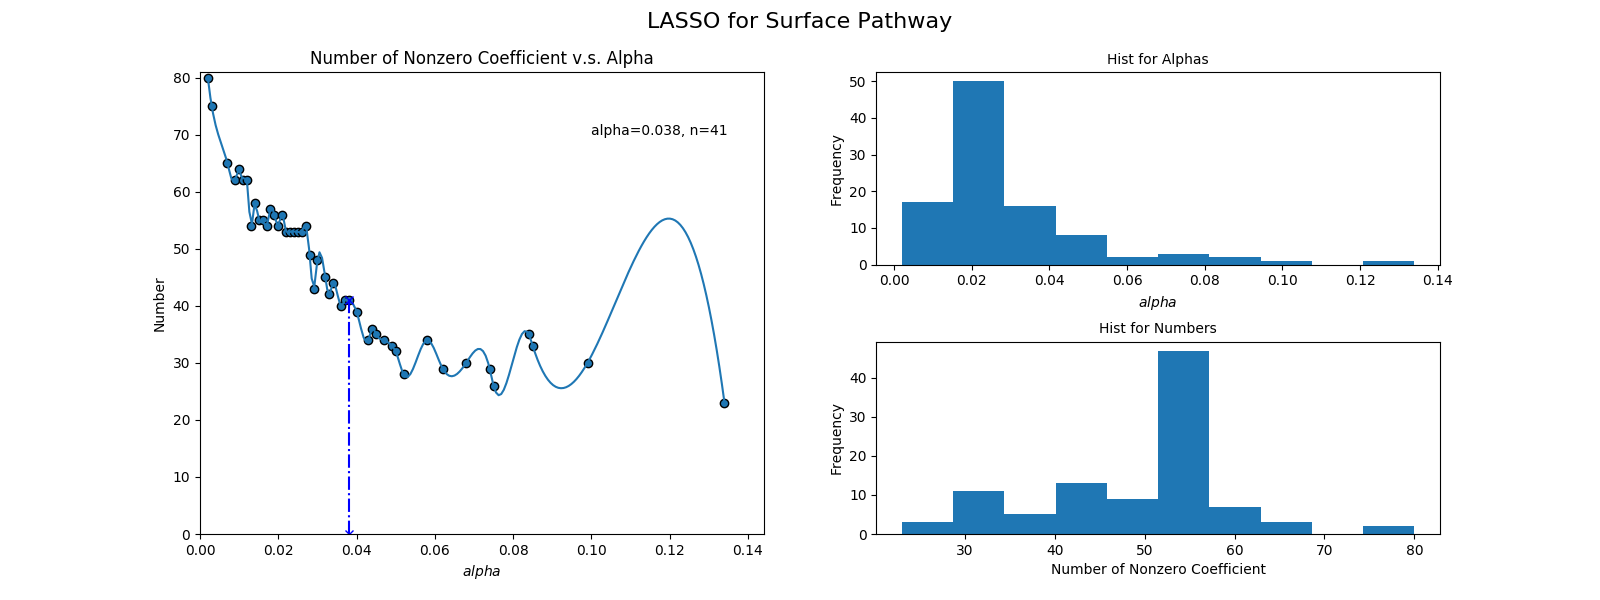 LASSO for Surface Pathway
Number of Nonzero Coefficient v.s. Alpha
80
70
60
50
40
30
20
10
0
Number
alpha=0.038, n=41
0.00 0.02 0.04 0.06 0.08 0.10 0.12 0.14
alpha
Hist for Alphas
50
40
30
20
10
0
Frequency
0.00 0.02 0.04 0.06 0.08 0.10 0.12 0.14
alpha
Hist for Numbers
40
30
20
10
0
Frequency
30 40 50 60 70 80
Number of Nonzero Coefficient